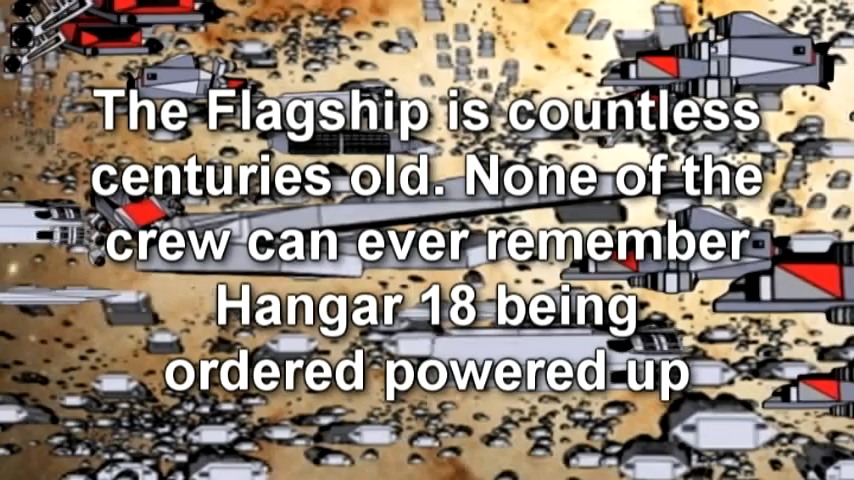 The Flagship is countless
centuries old. None of the
crew can ever remember
Hangar 18 being
ordered powered up